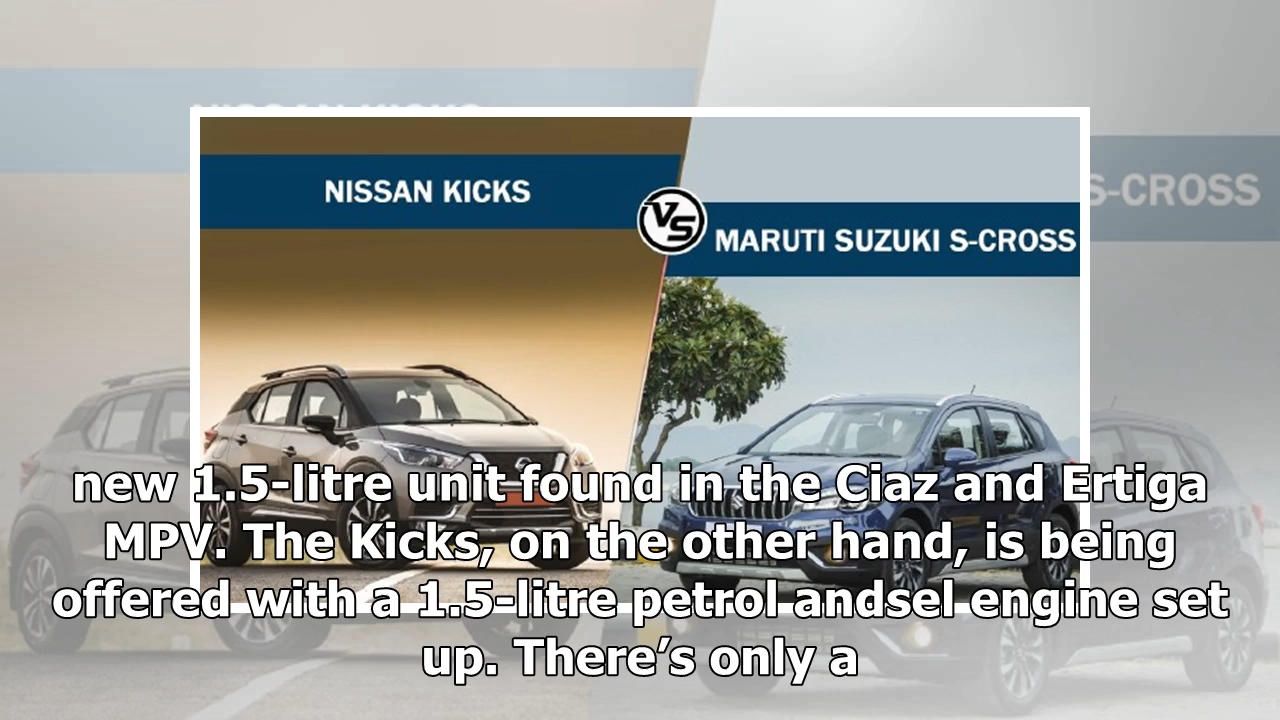 NISSAN KICKS
VS
MARUTI SUZUKI S-CROSS
S-CROSS
new 1.5-litre unit found in the Ciaz and Ertiga
MPV. The Kicks, on the other hand, is being
offered with a 1.5-litre petrol andsel engine set
up. There’s only a